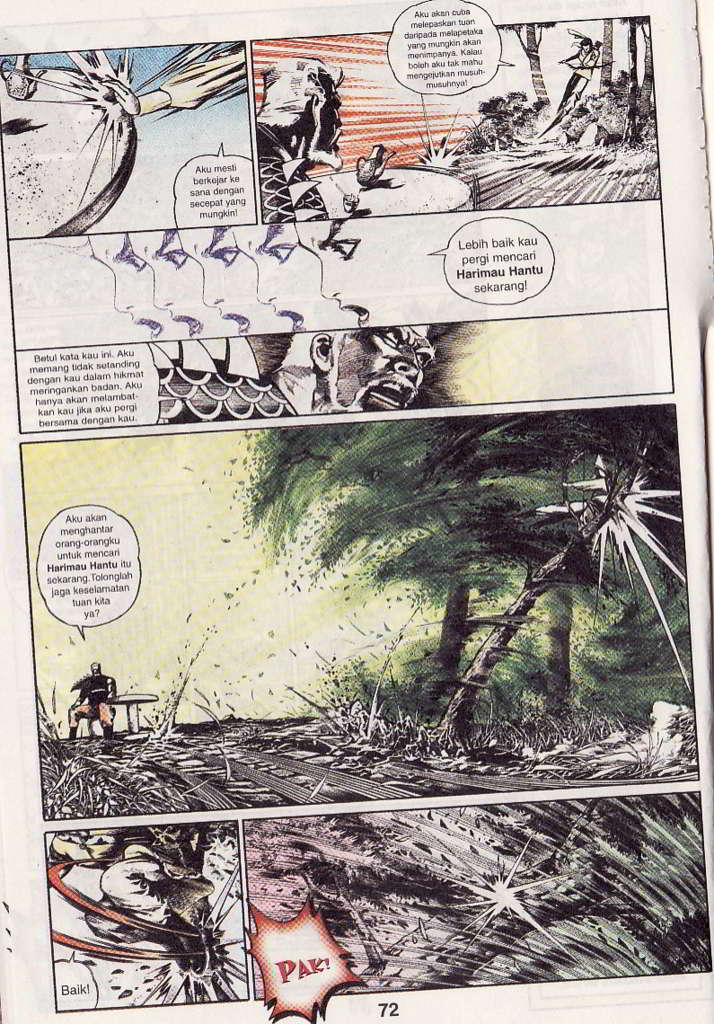 Aku mesti
berkejar ke
sana dengan
secepat yang
mungkin!
Aku akan cuba
melepaskan tuan
daripada melapetaka
yang mungkin akan
menimpanya. Kalau
boleh aku tak mahu
mengejutkan musuh-
musuhnya!
Lebih baik kau
pergi mencari
Harimau Hantu
sekarang!
Betul kata kau ini. Aku
memang tidak setanding
dengan kau dalam hikmat
meringankan badan. Aku
hanya akan melambat-
kan kau jika aku pergi
bersama dengan kau.
Aku akan
menghantar
orang-orangku
untuk mencari
Harimau Hantu itu
sekarang.Tolonglah
jaga keselamatan
tuan kita
ya?
Baik!
PAK!
72